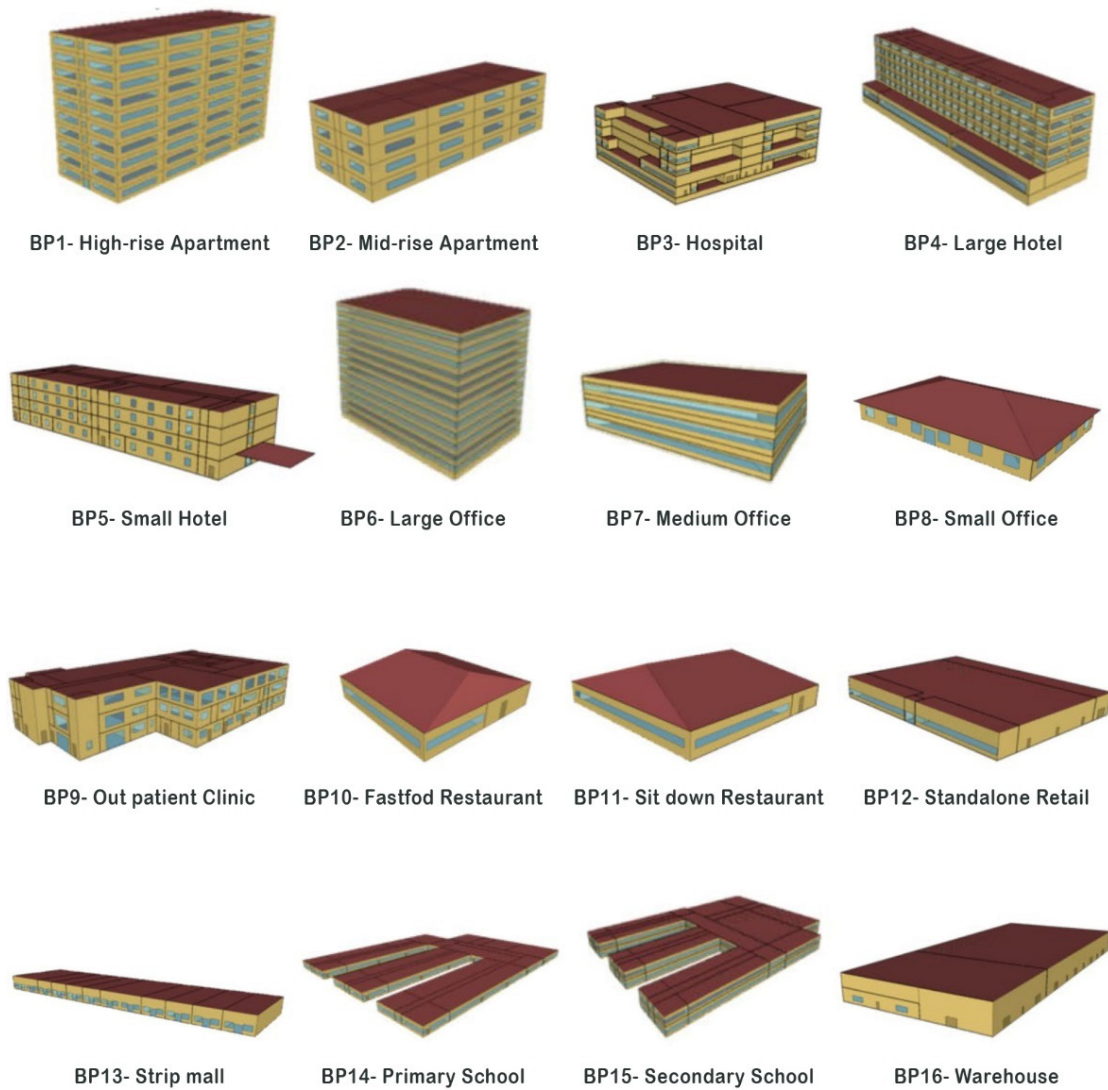 BP1- High-rise Apartment
BP2- Mid-rise Apartment
BP3- Hospital
BP4- Large Hotel
BP5- Small Hotel
BP6- Large Office
BP7- Medium Office
BP8- Small Office
BP9- Out patient Clinic
BP10- Fastfod Restaurant
BP11- Sit down Restaurant
BP12- Standalone Retail
BP13- Strip mall
BP14- Primary School
BP15- Secondary School
BP16- Warehouse